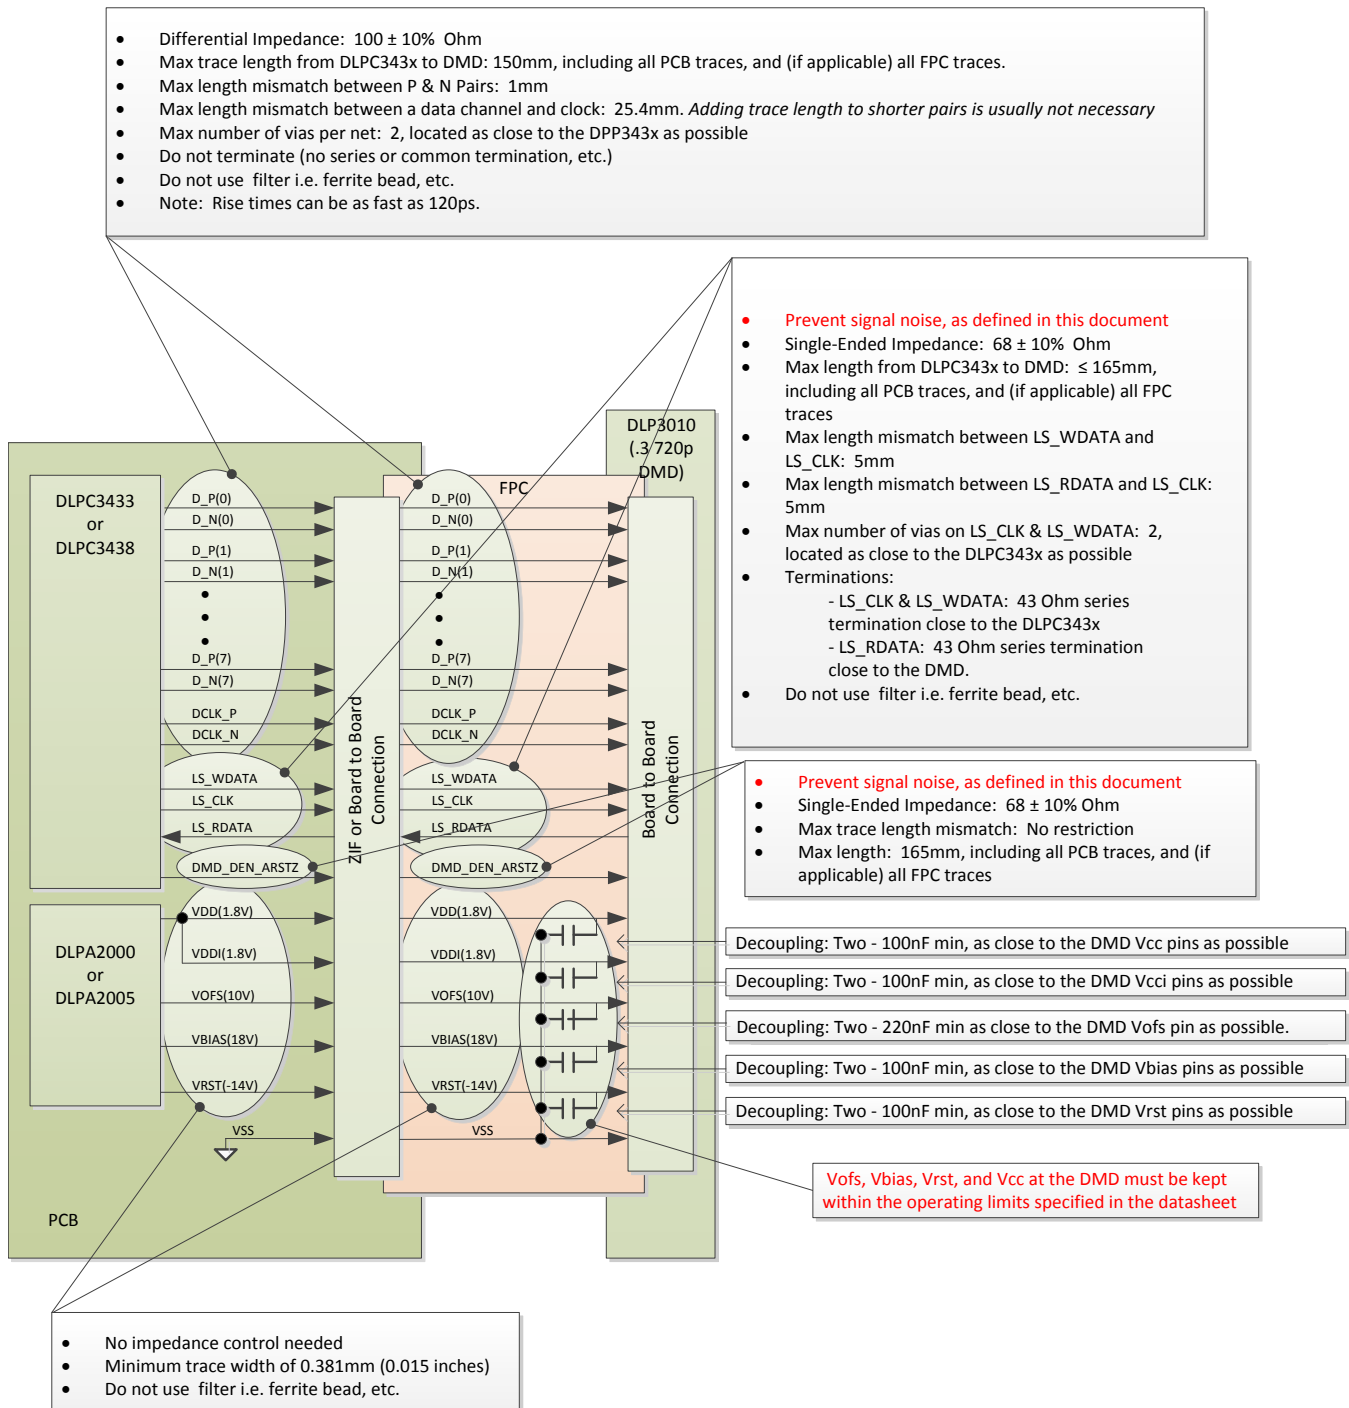 • Differential Impedance: 100 ± 10% Ohm
• Max trace length from DLPC343x to DMD: 150mm, including all PCB traces, and (if applicable) all FPC traces.
• Max length mismatch between P & N Pairs: 1mm
• Max length mismatch between a data channel and clock: 25.4mm. Adding trace length to shorter pairs is usually not necessary
• Max number of vias per net: 2, located as close to the DPP343x as possible
• Do not terminate (no series or common termination, etc.)
• Do not use filter i.e. ferrite bead, etc.
• Note: Rise times can be as fast as 120ps.
• Prevent signal noise, as defined in this document
• Single-Ended Impedance: 68 ± 10% Ohm
• Max length from DLPC343x to DMD: ≤ 165mm,
including all PCB traces, and (if applicable) all FPC
traces
• Max length mismatch between LS_WDATA and
LS_CLK: 5mm
• Max length mismatch between LS_RDATA and LS_CLK:
5mm
• Max number of vias on LS_CLK & LS_WDATA: 2,
located as close to the DLPC343x as possible
• Terminations:
- LS_CLK & LS_WDATA: 43 Ohm series
termination close to the DLPC343x
- LS_RDATA: 43 Ohm series termination
close to the DMD.
• Do not use filter i.e. ferrite bead, etc.
DLP3010
(.3 720p
DMD)
DLPC3433
or
DLPC3438
D_P(0)
D_N(0)
D_P(1)
D_N(1)
D_P(7)
D_N(7)
DCLK_P
DCLK_N
LS_WDATA
LS_CLK
LS_RDATA
DMD_DEN_ARSTZ
ZIF or Board to Board
Connection
FPC
D_P(0)
D_N(0)
D_P(1)
D_N(1)
D_P(7)
D_N(7)
DCLK_P
DCLK_N
LS_WDATA
LS_CLK
LS_RDATA
DMD_DEN_ARSTZ
Board to Board
Connection
• Prevent signal noise, as defined in this document
• Single-Ended Impedance: 68 ± 10% Ohm
• Max trace length mismatch: No restriction
• Max length: 165mm, including all PCB traces, and (if
applicable) all FPC traces
DLPA2000
or
DLPA2005
VDD(1.8V)
VDDI(1.8V)
VOFS(10V)
VBIAS(18V)
VRST(-14V)
VSS
VDD(1.8V)
VDDI(1.8V)
VOFS(10V)
VBIAS(18V)
VRST(-14V)
VSS
Decoupling: Two - 100nF min, as close to the DMD Vcc pins as possible
Decoupling: Two - 100nF min, as close to the DMD Vcci pins as possible
Decoupling: Two - 220nF min as close to the DMD Vofs pin as possible.
Decoupling: Two - 100nF min, as close to the DMD Vbias pins as possible
Decoupling: Two - 100nF min, as close to the DMD Vrst pins as possible
Vofs, Vbias, Vrst, and Vcc at the DMD must be kept
within the operating limits specified in the datasheet
PCB
• No impedance control needed
• Minimum trace width of 0.381mm (0.015 inches)
• Do not use filter i.e. ferrite bead, etc.